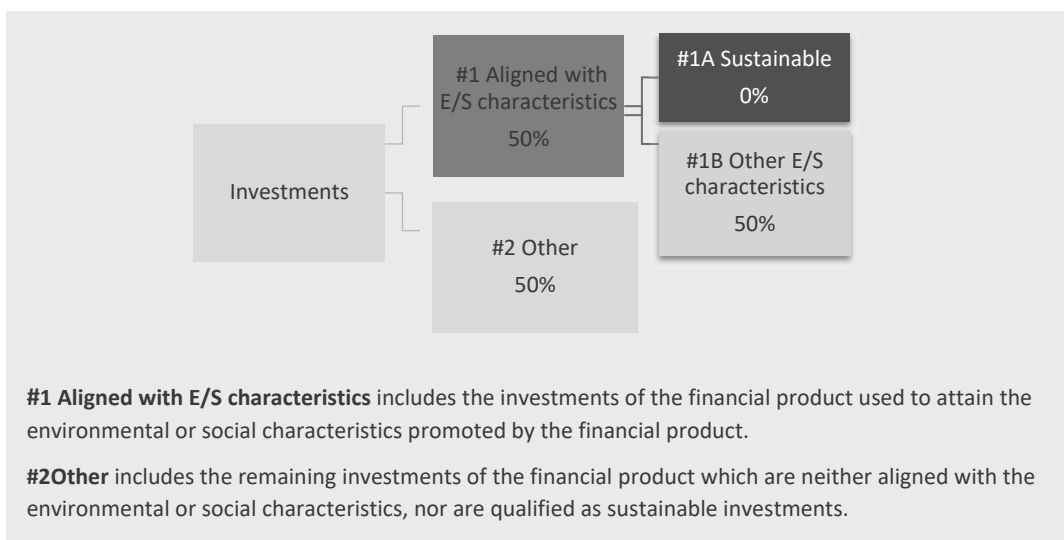 #1 Aligned with
E/S characteristics
50%
#1A Sustainable
0%
#1B Other E/S
characteristics
50%
Investments
#2 Other
50%
#1 Aligned with E/S characteristics includes the investments of the financial product used to attain the
environmental or social characteristics promoted by the financial product.
#2Other includes the remaining investments of the financial product which are neither aligned with the
environmental or social characteristics, nor are qualified as sustainable investments.